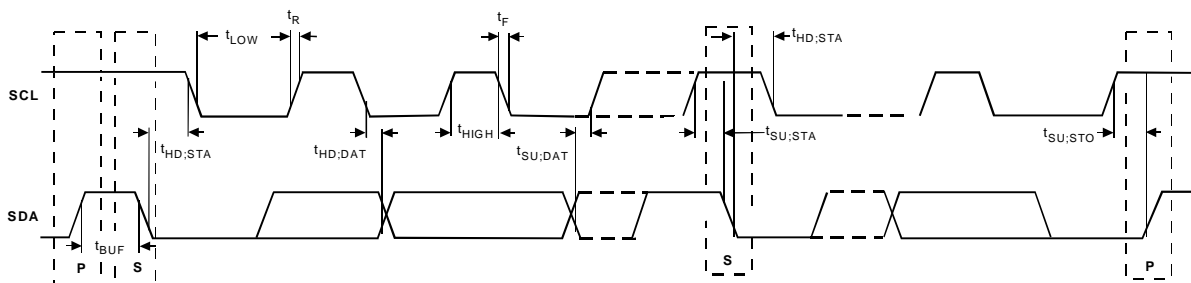 tR
tF
tLOW
tHD;STA
SCL
tHD;STA
tHD;DAT
tHIGH
tSU;DAT
tSU;STA
tSU;STO
SDA
tBUF
P
S
S
P